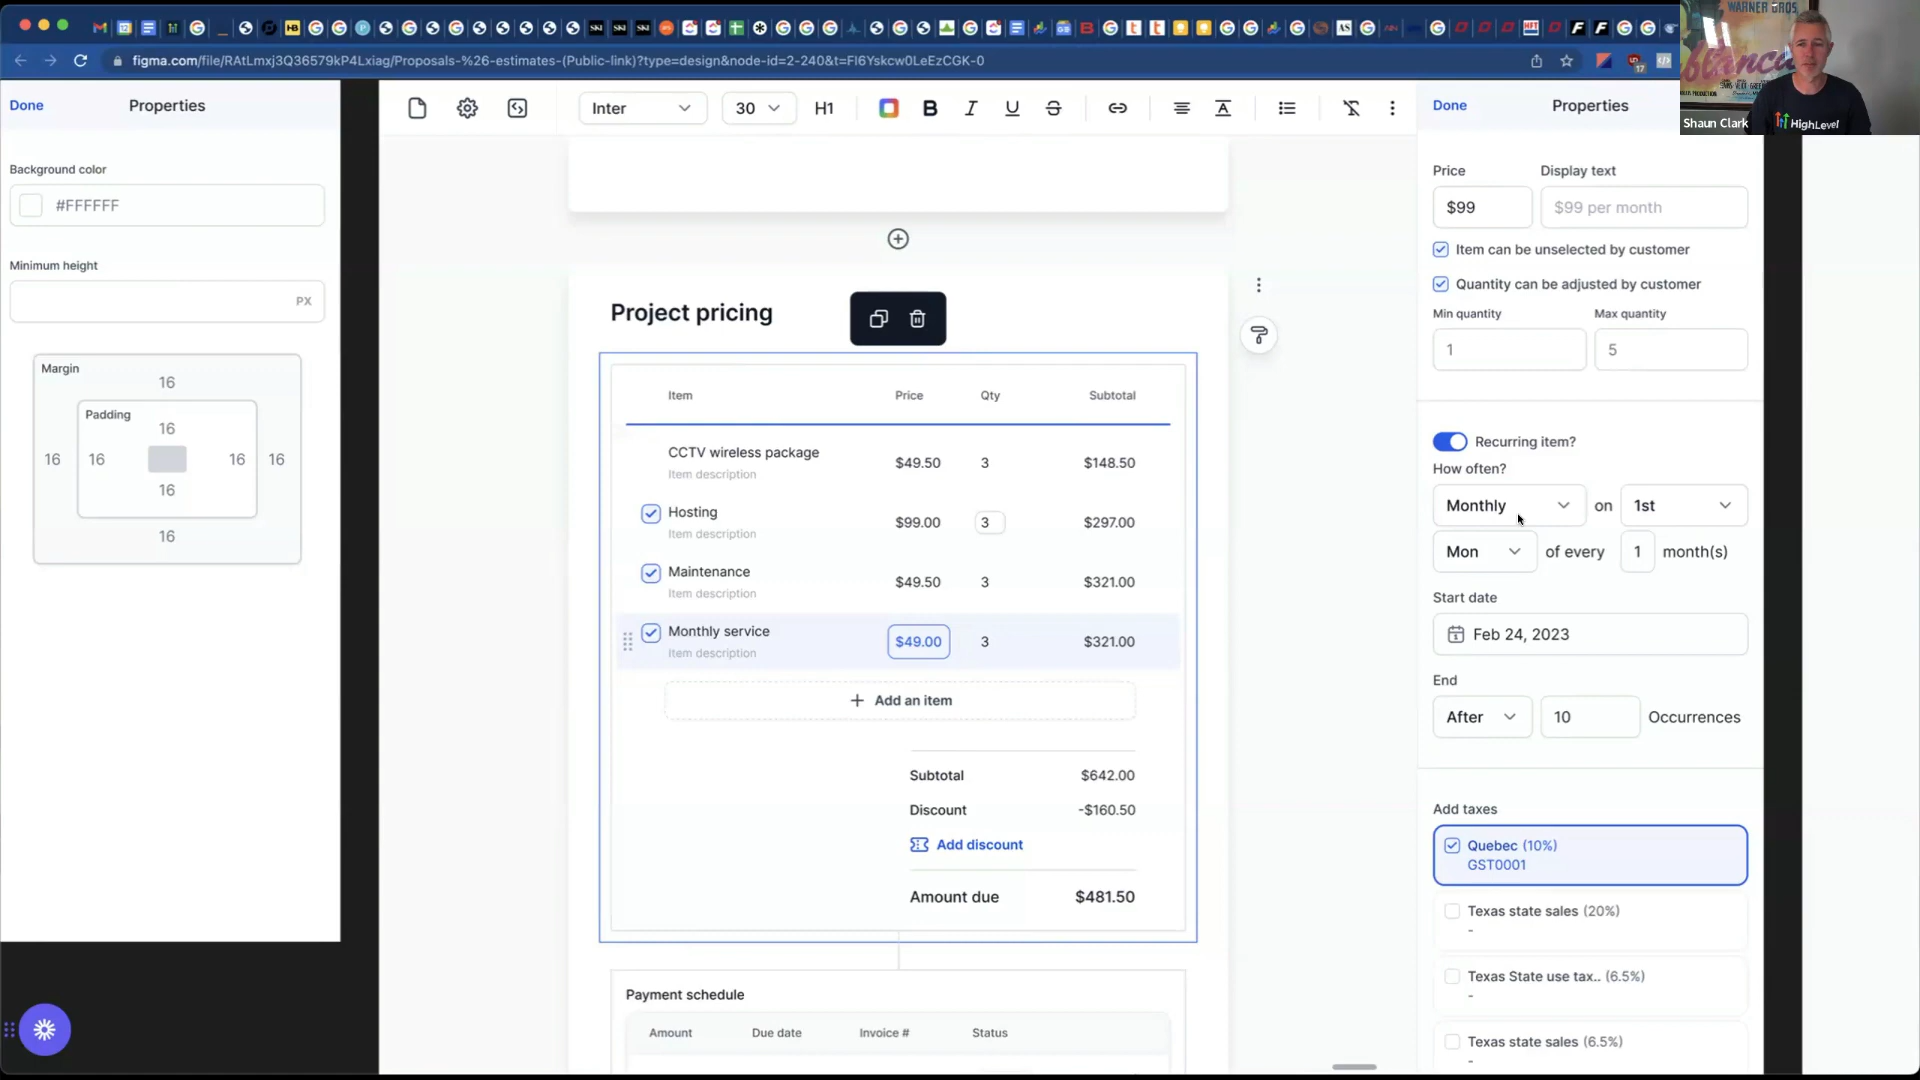 figma.com/file/RAtLmxj3Q36579kP4Lxiag/Proposals-%26-estimates-(Public-link)?type=design&node-id=2-240&t=FI6Yskcw0LeEzCGK-0
WARNER BROS.
Shaun Clark
HighLevel
Done
Properties
Background color
#FFFFFF
Minimum height
PX
Margin
16
Padding
16
16 16 16 16
16
16
Inter
30
H1
Project pricing
Item Price Qty Subtotal
CCTV wireless package
Item description
$49.50 3 $148.50
Hosting
Item description
$99.00 3 $297.00
Maintenance
Item description
$49.50 3 $321.00
Monthly service
Item description
$49.00 3 $321.00
+ Add an item
Subtotal $642.00
Discount -$160.50
Add discount
Amount due $481.50
Payment schedule
Amount Due date Invoice # Status
Done
Properties
Price Display text
$99 $99 per month
Item can be unselected by customer
Quantity can be adjusted by customer
Min quantity Max quantity
1 5
Recurring item?
How often?
Monthly on 1st
Mon of every 1 month(s)
Start date
Feb 24, 2023
End
After 10 Occurrences
Add taxes
Quebec (10%)
GST0001
Texas state sales (20%)
-
Texas State use tax.. (6.5%)
-
Texas state sales (6.5%)
-